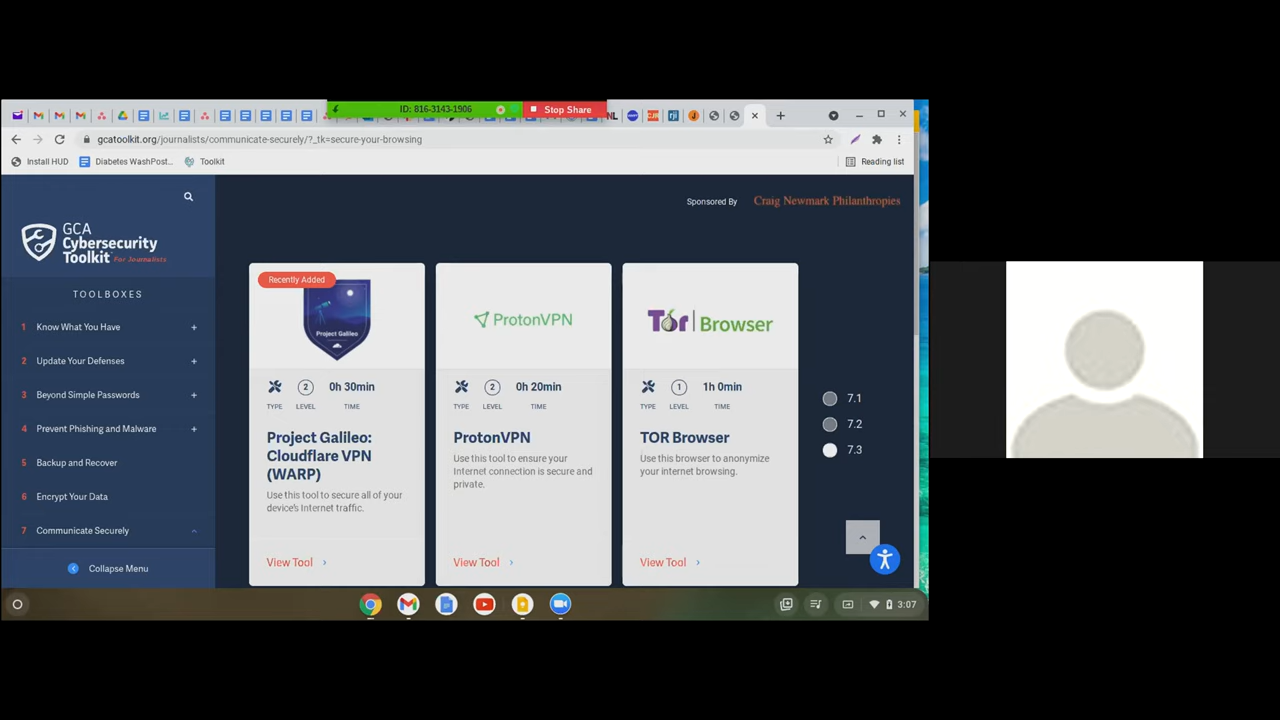 ID: 816-3143-1906
Stop Share
NL
gcatoolkit.org/journalists/communicate-securely/?_tk=secure-your-browsing
Install HUD
Diabetes WashPost...
Toolkit
Reading list
GCA
Cybersecurity
Toolkit For Journalists
TOOLBOXES
1 Know What You Have +
2 Update Your Defenses +
3 Beyond Simple Passwords +
4 Prevent Phishing and Malware +
5 Backup and Recover
6 Encrypt Your Data
7 Communicate Securely
Collapse Menu
Sponsored By Craig Newmark Philanthropies
Recently Added
Project Galileo
2 0h 30min
TYPE LEVEL TIME
Project Galileo:
Cloudflare VPN
(WARP)
Use this tool to secure all of your
device's Internet traffic.
View Tool ›
ProtonVPN
2 0h 20min
TYPE LEVEL TIME
ProtonVPN
Use this tool to ensure your
Internet connection is secure and
private.
View Tool ›
Tor Browser
1 1h 0min
TYPE LEVEL TIME
TOR Browser
Use this browser to anonymize
your internet browsing.
View Tool ›
7.1
7.2
7.3
3:07